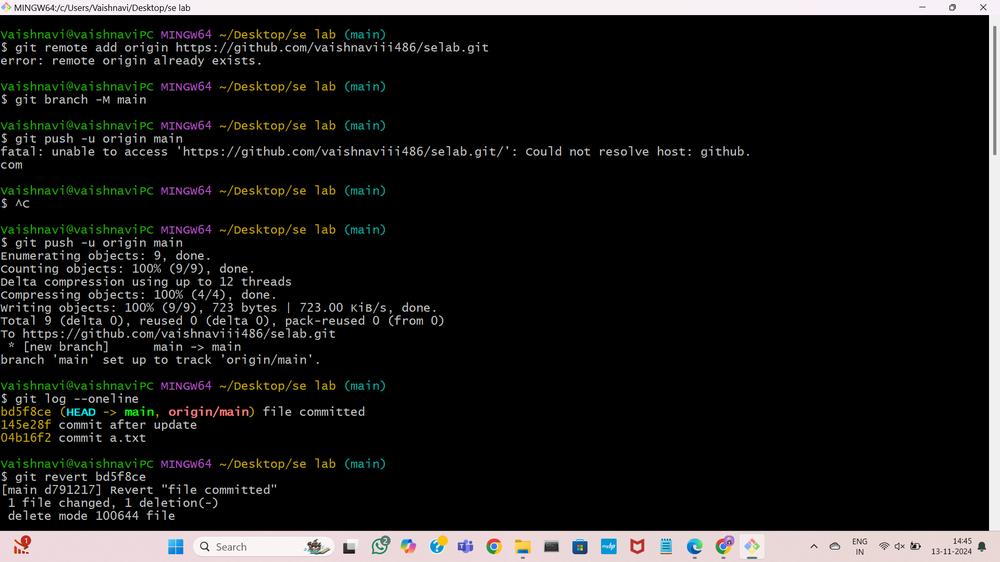 MINGW64:/c/Users/Vaishnavi/Desktop/se lab
Vaishnavi@vaishnaviPC MINGW64 ~/Desktop/se lab (main)
$ git remote add origin https://github.com/vaishnaviii486/selab.git
error: remote origin already exists.
Vaishnavi@vaishnaviPC MINGW64 ~/Desktop/se lab (main)
$ git branch -M main
Vaishnavi@vaishnaviPC MINGW64 ~/Desktop/se lab (main)
$ git push -u origin main
fatal: unable to access 'https://github.com/vaishnaviii486/selab.git/': Could not resolve host: github.
com
Vaishnavi@vaishnaviPC MINGW64 ~/Desktop/se lab (main)
$ ^C
Vaishnavi@vaishnaviPC MINGW64 ~/Desktop/se lab (main)
$ git push -u origin main
Enumerating objects: 9, done.
Counting objects: 100% (9/9), done.
Delta compression using up to 12 threads
Compressing objects: 100% (4/4), done.
Writing objects: 100% (9/9), 723 bytes | 723.00 KiB/s, done.
Total 9 (delta 0), reused 0 (delta 0), pack-reused 0 (from 0)
To https://github.com/vaishnaviii486/selab.git
 * [new branch]      main -> main
branch 'main' set up to track 'origin/main'.
Vaishnavi@vaishnaviPC MINGW64 ~/Desktop/se lab (main)
$ git log --oneline
bd5f8ce (HEAD -> main, origin/main) file committed
145e28f commit after update
04b16f2 commit a.txt
Vaishnavi@vaishnaviPC MINGW64 ~/Desktop/se lab (main)
$ git revert bd5f8ce
[main d791217] Revert "file committed"
 1 file changed, 1 deletion(-)
 delete mode 100644 file
1
Search
2
myhp
ENG
IN
14:45
13-11-2024